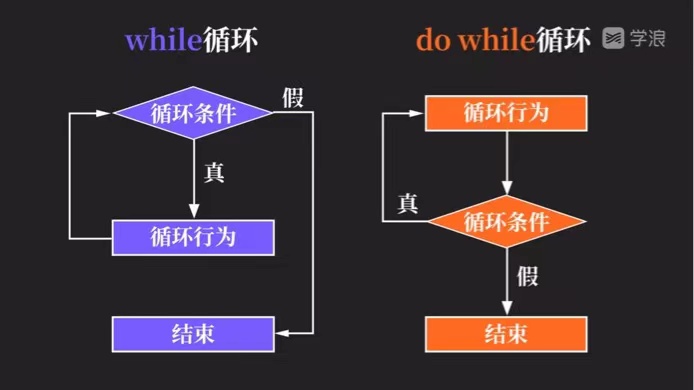 while循环
循环条件
假
真
循环行为
结束
do while循环
学浪
循环行为
真
循环条件
假
结束